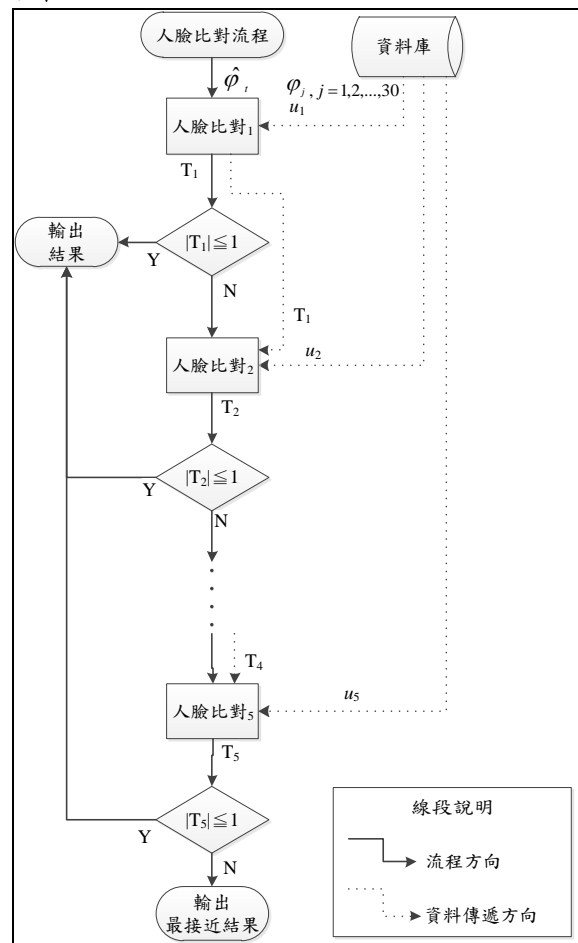 人臉比對流程
資料庫
φ̂ₜ
φⱼ , j = 1,2,...,30
u₁
人臉比對₁
T₁
|T₁|≦1
輸出
結果
Y
N
T₁
u₂
人臉比對₂
T₂
|T₂|≦1
Y
N
T₄
u₅
人臉比對₅
T₅
|T₅|≦1
Y
N
輸出
最接近結果
線段說明
流程方向
資料傳遞方向